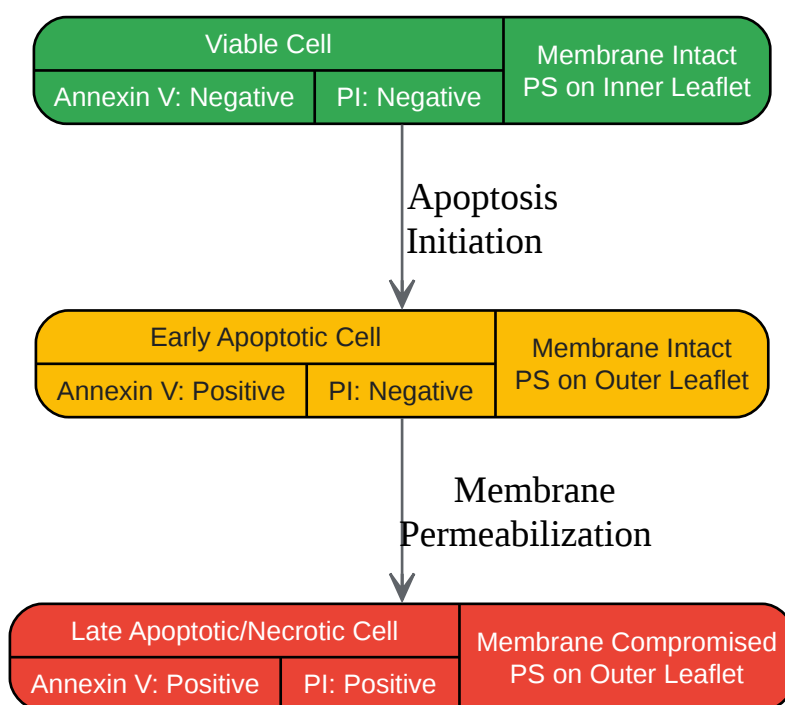 Viable Cell
Annexin V: Negative
PI: Negative
Membrane Intact
PS on Inner Leaflet
Apoptosis
Initiation
Early Apoptotic Cell
Annexin V: Positive
PI: Negative
Membrane Intact
PS on Outer Leaflet
Membrane
Permeabilization
Late Apoptotic/Necrotic Cell
Annexin V: Positive
PI: Positive
Membrane Compromised
PS on Outer Leaflet